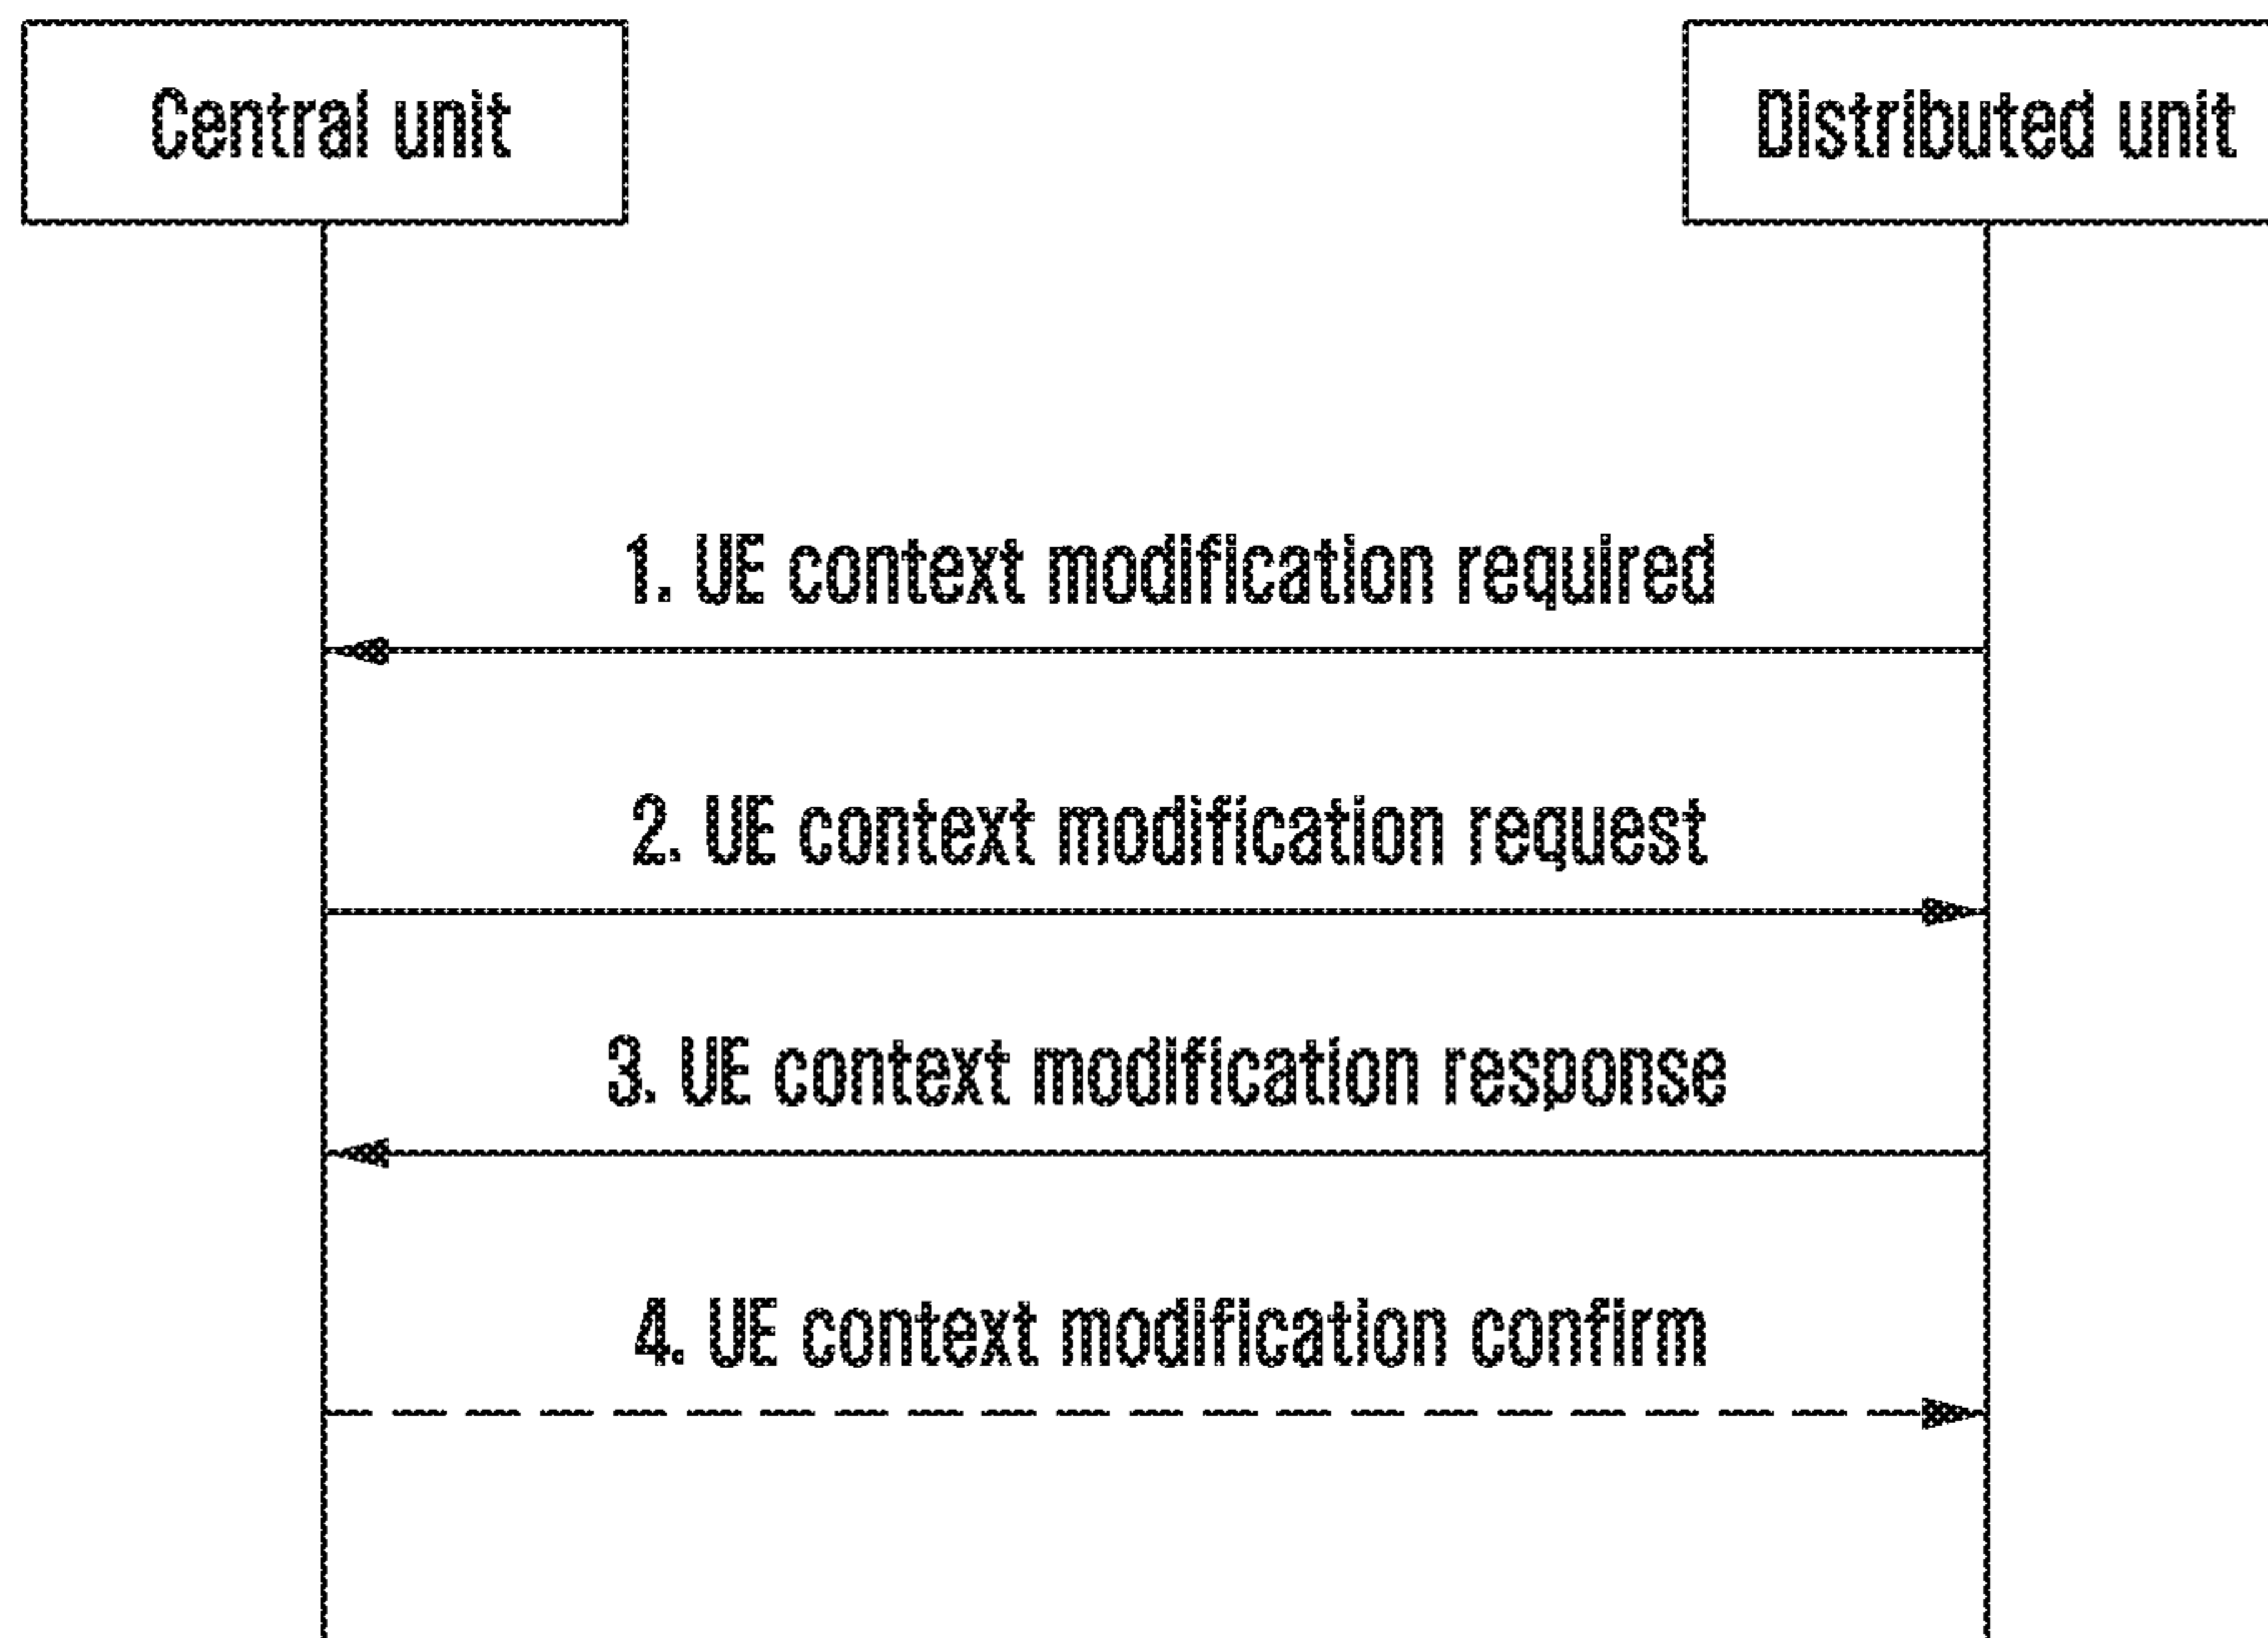 Central unit
Distributed unit
1. UE context modification required
2. UE context modification request
3. UE context modification response
4. UE context modification confirm